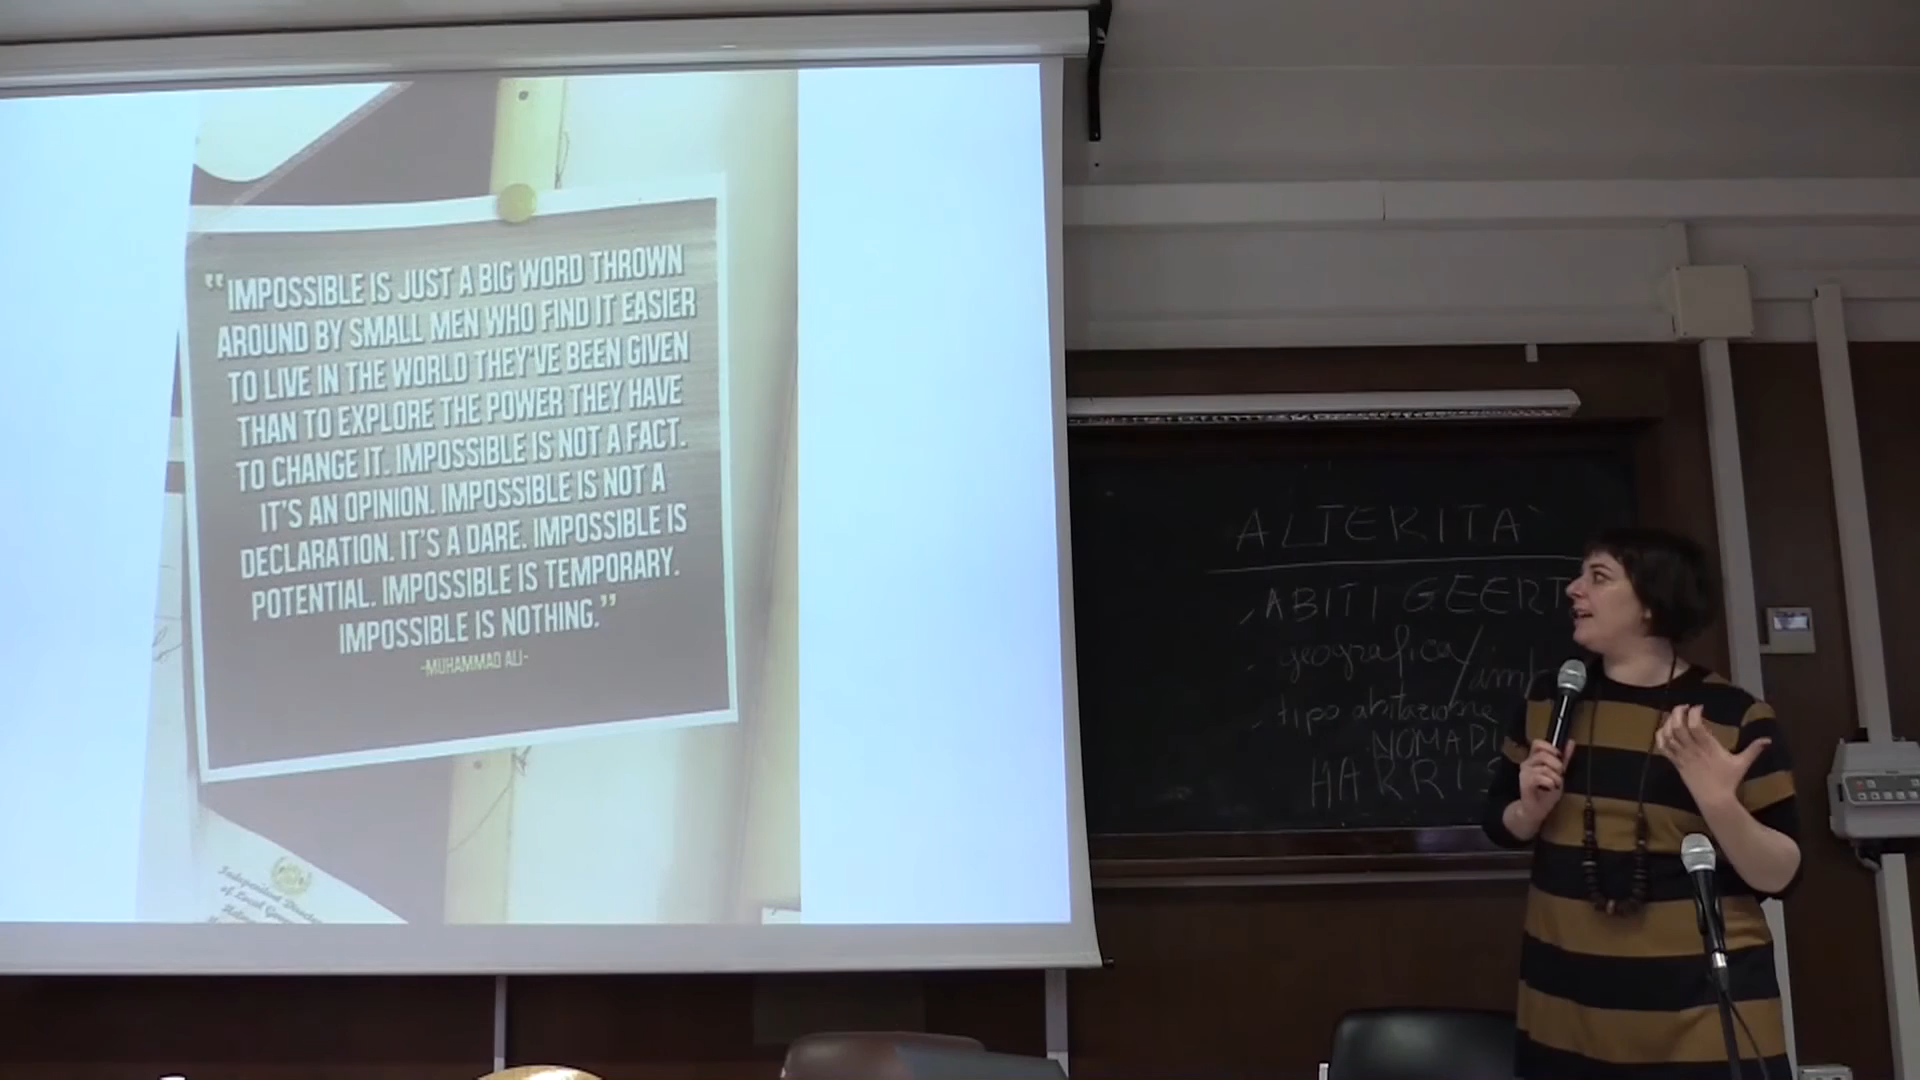 “IMPOSSIBLE IS JUST A BIG WORD THROWN
AROUND BY SMALL MEN WHO FIND IT EASIER
TO LIVE IN THE WORLD THEY'VE BEEN GIVEN
THAN TO EXPLORE THE POWER THEY HAVE
TO CHANGE IT. IMPOSSIBLE IS NOT A FACT.
IT'S AN OPINION. IMPOSSIBLE IS NOT A
DECLARATION. IT'S A DARE. IMPOSSIBLE IS
POTENTIAL. IMPOSSIBLE IS TEMPORARY.
IMPOSSIBLE IS NOTHING.”
-MUHAMMAD ALI-
Independent
of Local
ALTERITA'
ABITI GEERT
geografica/
tipo abitazione
NOMADI
HARRIS